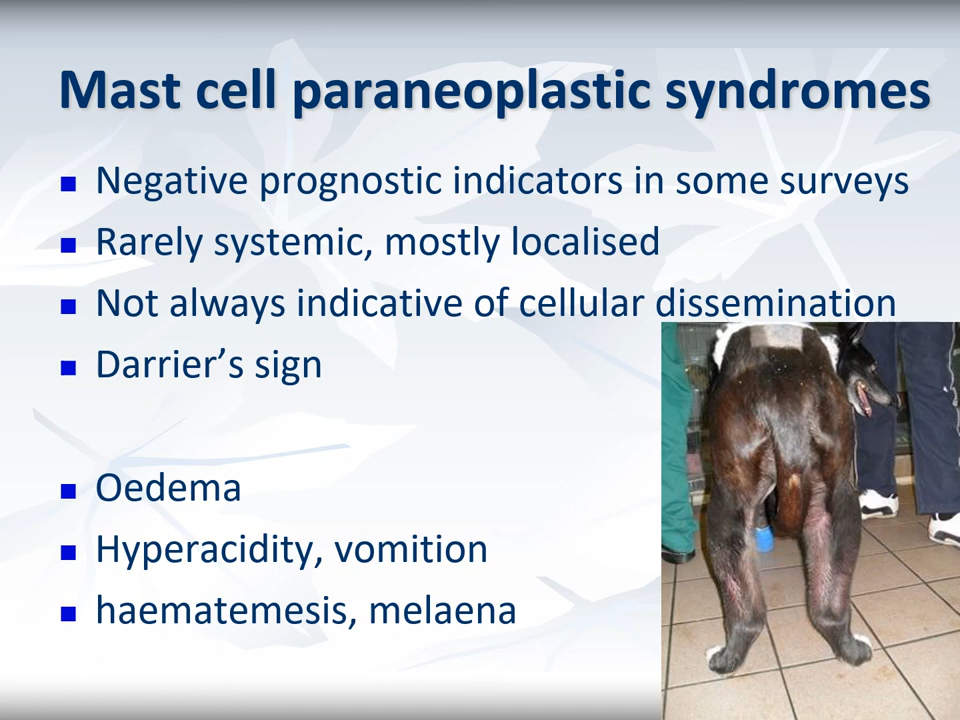 Mast cell paraneoplastic syndromes
Negative prognostic indicators in some surveys
Rarely systemic, mostly localised
Not always indicative of cellular dissemination
Darrier’s sign
Oedema
Hyperacidity, vomition
haematemesis, melaena